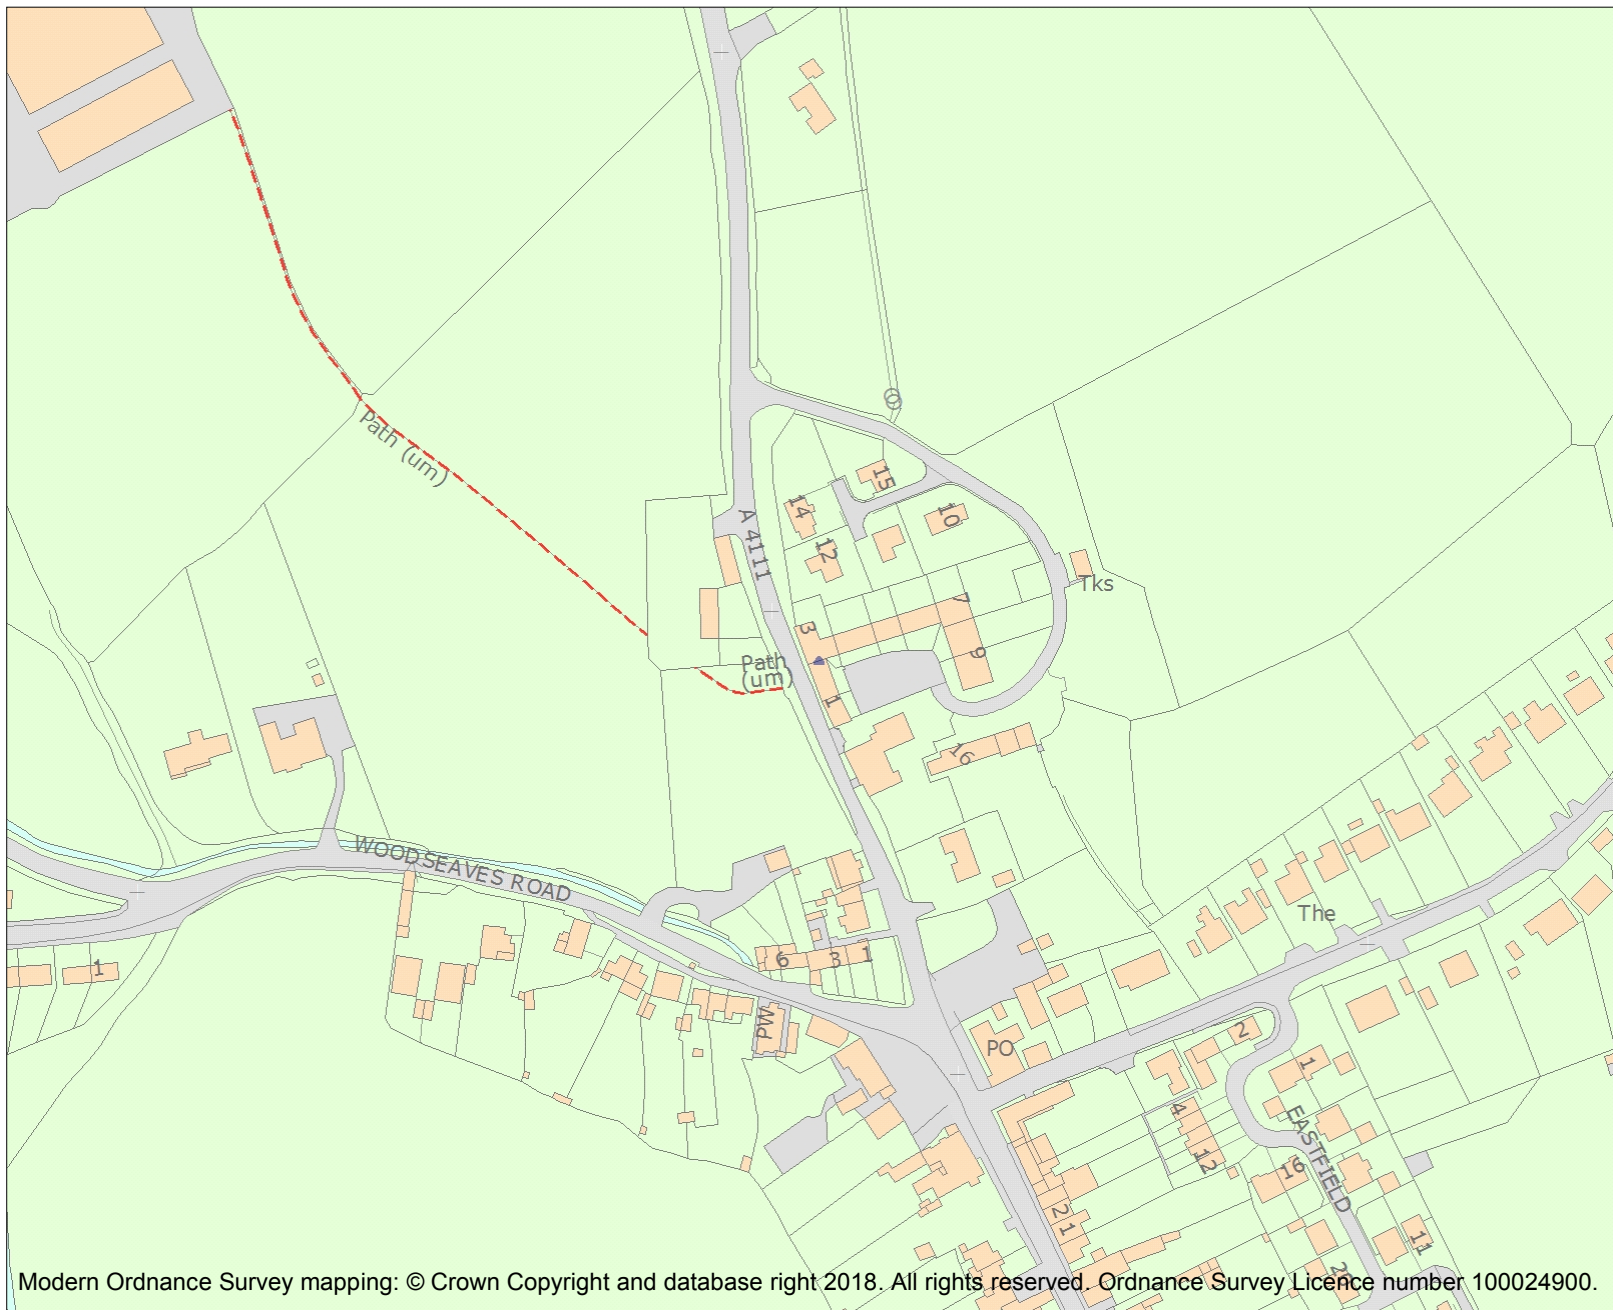 Path (um)
A 4111
15
14
10
12
Tks
7
3
9
Path
(um)
1
16
WOODSEAVES ROAD
The
1
6
3
1
PW
PO
2
1
4
EASTFIELD
12
16
21
11
Modern Ordnance Survey mapping: © Crown Copyright and database right 2018. All rights reserved. Ordnance Survey Licence number 100024900.